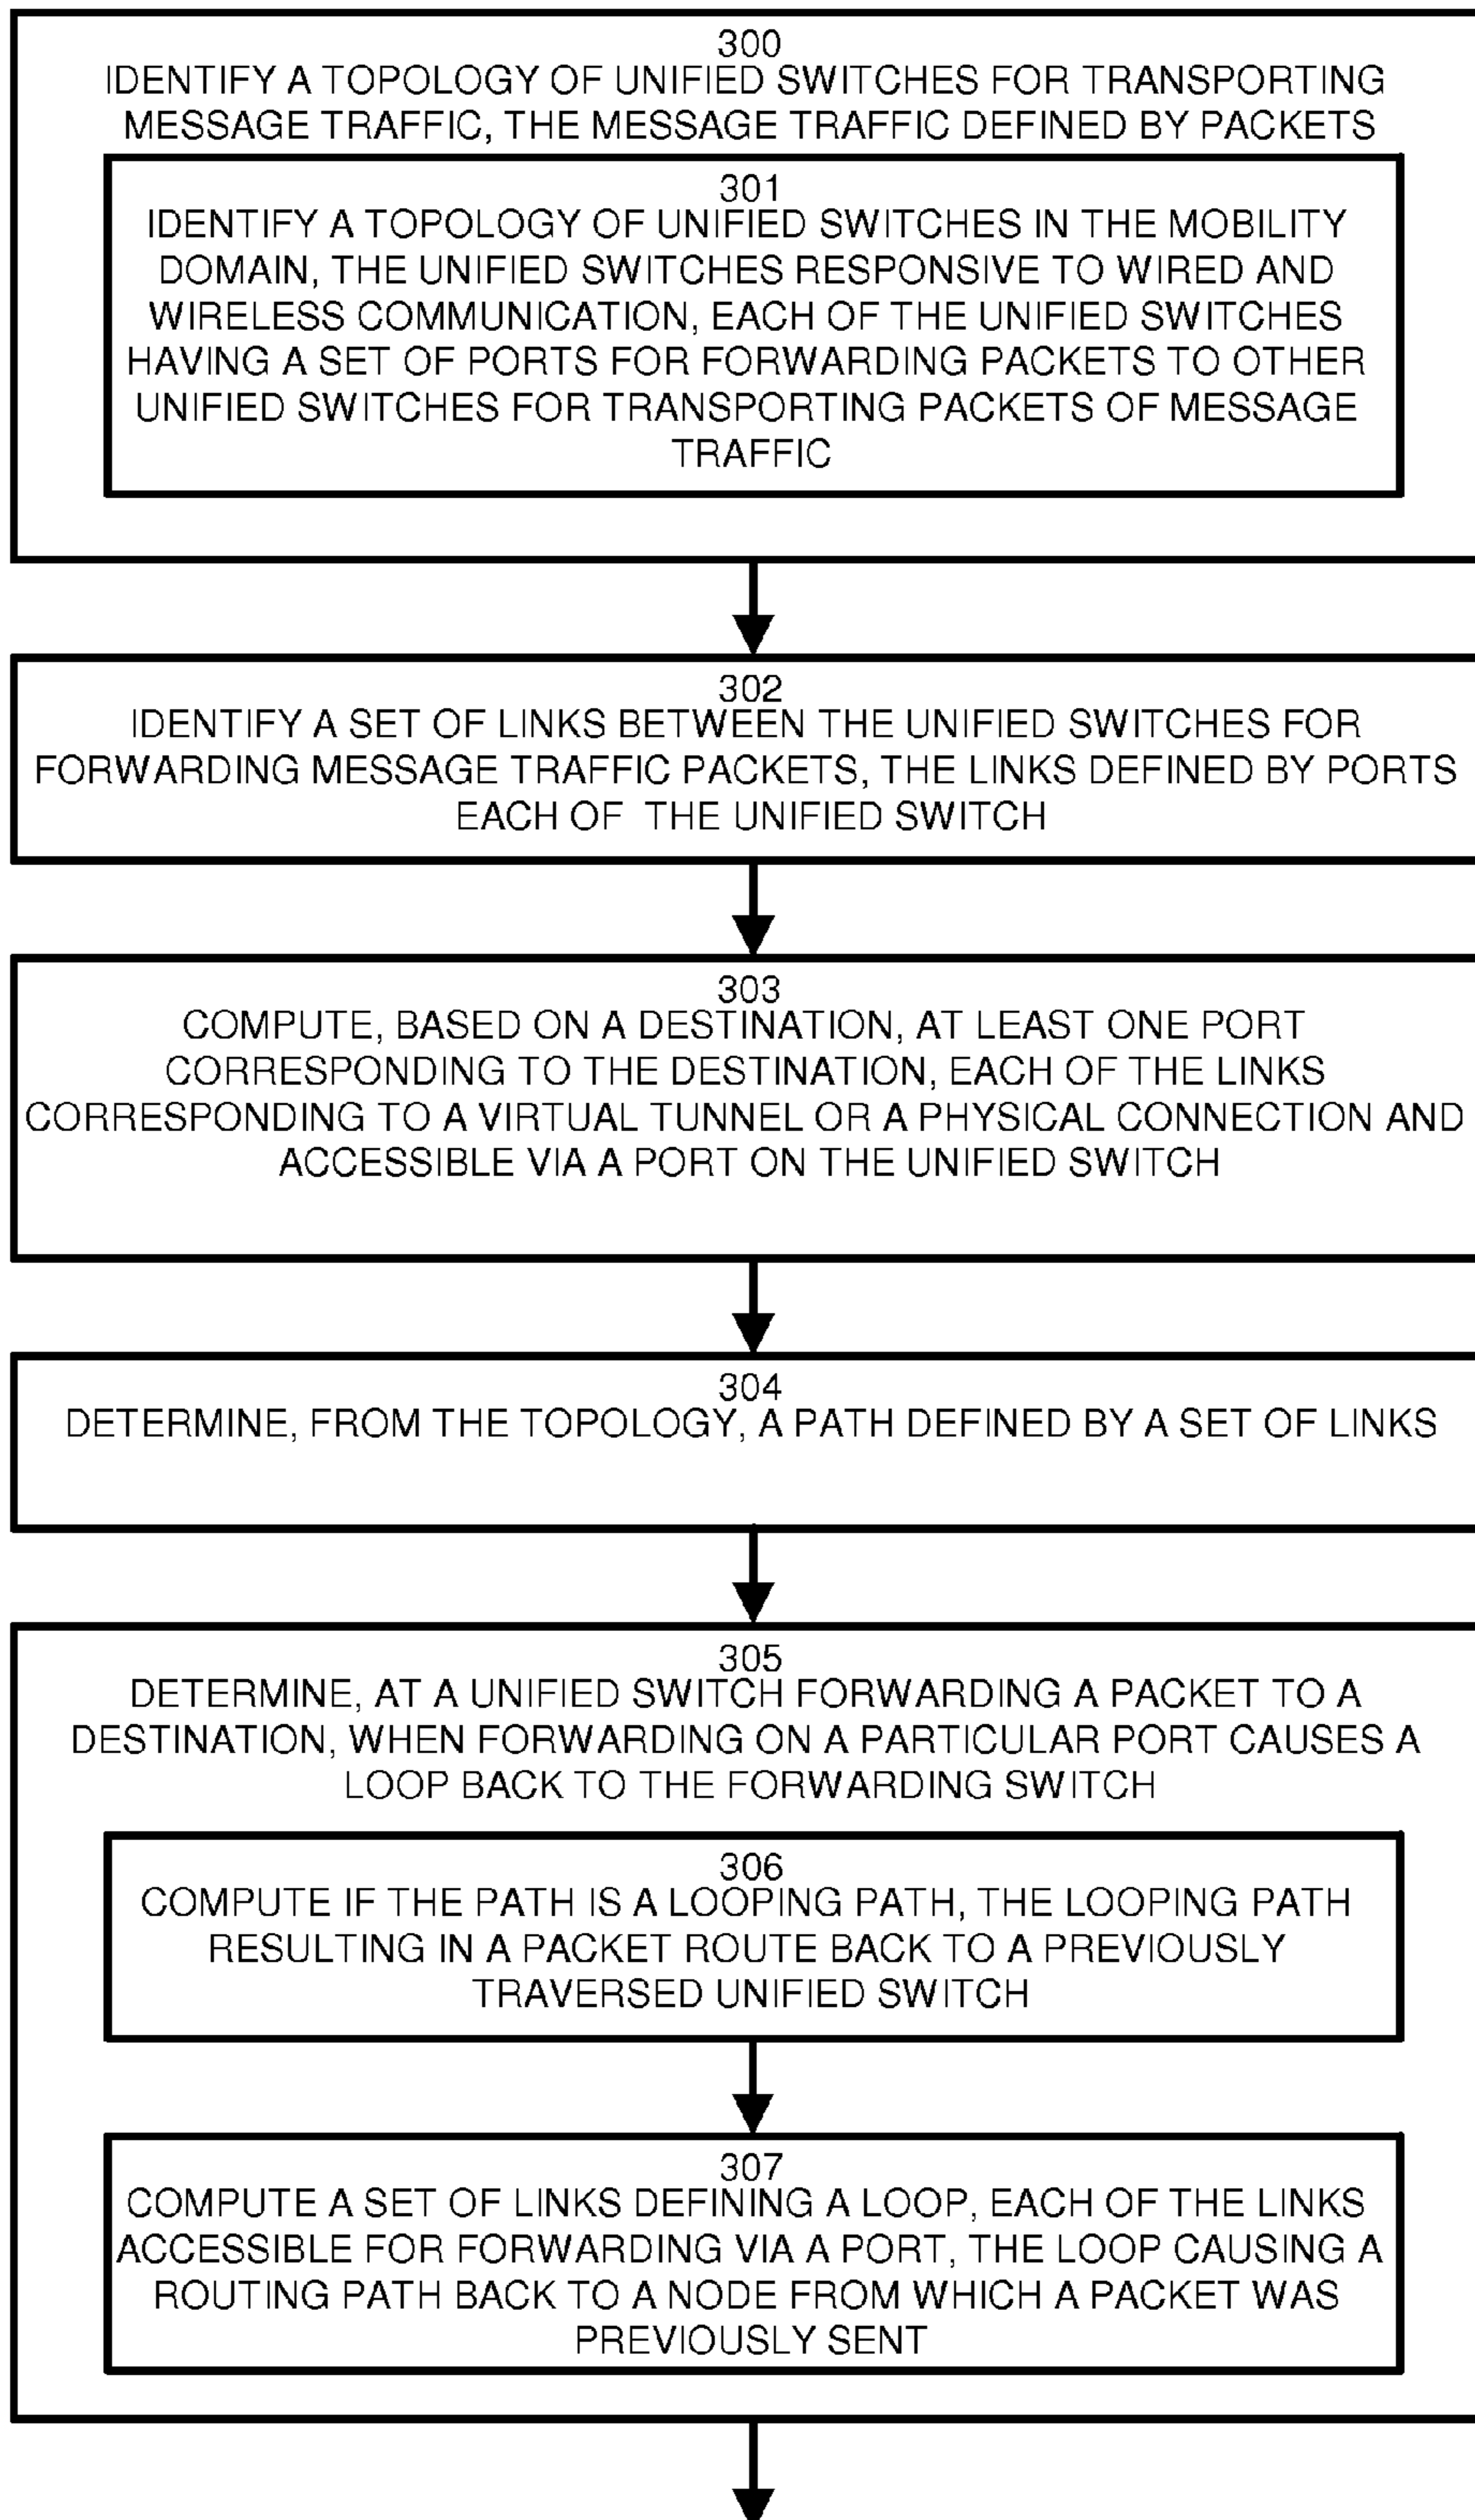 300
IDENTIFY A TOPOLOGY OF UNIFIED SWITCHES FOR TRANSPORTING
MESSAGE TRAFFIC, THE MESSAGE TRAFFIC DEFINED BY PACKETS
301
IDENTIFY A TOPOLOGY OF UNIFIED SWITCHES IN THE MOBILITY
DOMAIN, THE UNIFIED SWITCHES RESPONSIVE TO WIRED AND
WIRELESS COMMUNICATION, EACH OF THE UNIFIED SWITCHES
HAVING A SET OF PORTS FOR FORWARDING PACKETS TO OTHER
UNIFIED SWITCHES FOR TRANSPORTING PACKETS OF MESSAGE
TRAFFIC
302
IDENTIFY A SET OF LINKS BETWEEN THE UNIFIED SWITCHES FOR
FORWARDING MESSAGE TRAFFIC PACKETS, THE LINKS DEFINED BY PORTS
EACH OF THE UNIFIED SWITCH
303
COMPUTE, BASED ON A DESTINATION, AT LEAST ONE PORT
CORRESPONDING TO THE DESTINATION, EACH OF THE LINKS
CORRESPONDING TO A VIRTUAL TUNNEL OR A PHYSICAL CONNECTION AND
ACCESSIBLE VIA A PORT ON THE UNIFIED SWITCH
304
DETERMINE, FROM THE TOPOLOGY, A PATH DEFINED BY A SET OF LINKS
305
DETERMINE, AT A UNIFIED SWITCH FORWARDING A PACKET TO A
DESTINATION, WHEN FORWARDING ON A PARTICULAR PORT CAUSES A
LOOP BACK TO THE FORWARDING SWITCH
306
COMPUTE IF THE PATH IS A LOOPING PATH, THE LOOPING PATH
RESULTING IN A PACKET ROUTE BACK TO A PREVIOUSLY
TRAVERSED UNIFIED SWITCH
307
COMPUTE A SET OF LINKS DEFINING A LOOP, EACH OF THE LINKS
ACCESSIBLE FOR FORWARDING VIA A PORT, THE LOOP CAUSING A
ROUTING PATH BACK TO A NODE FROM WHICH A PACKET WAS
PREVIOUSLY SENT